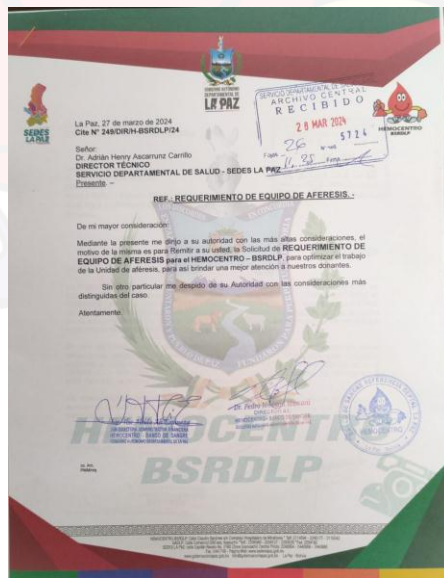 GOBIERNO AUTÓNOMO
DEPARTAMENTAL DE
LA PAZ
SEDES
LA PAZ
HEMOCENTRO
BSRDLP
SERVICIO DEPARTAMENTAL DE
ARCHIVO CENTRAL
RECIBIDO
28 MAR 2024
5724
La Paz, 27 de marzo de 2024
Cite N° 249/DIR/H-BSRDLP/24
Señor:
Dr. Adrián Henry Ascarrunz Carrillo
DIRECTOR TÉCNICO
SERVICIO DEPARTAMENTAL DE SALUD - SEDES LA PAZ
Presente. –
REF.- REQUERIMIENTO DE EQUIPO DE AFERESIS. -
De mi mayor consideración:
Mediante la presente me dirijo a su autoridad con las más altas consideraciones, el
motivo de la misma es para Remitir a usted, la Solicitud de REQUERIMIENTO DE
EQUIPO DE AFERESIS para el HEMOCENTRO – BSRDLP, para optimizar el trabajo
de la Unidad de aféresis, para así brindar una mejor atención a nuestros donantes.
Sin otro particular me despido de su Autoridad con las consideraciones más
distinguidas del caso.
Atentamente.
HEMOCENTRO
BSRDLP